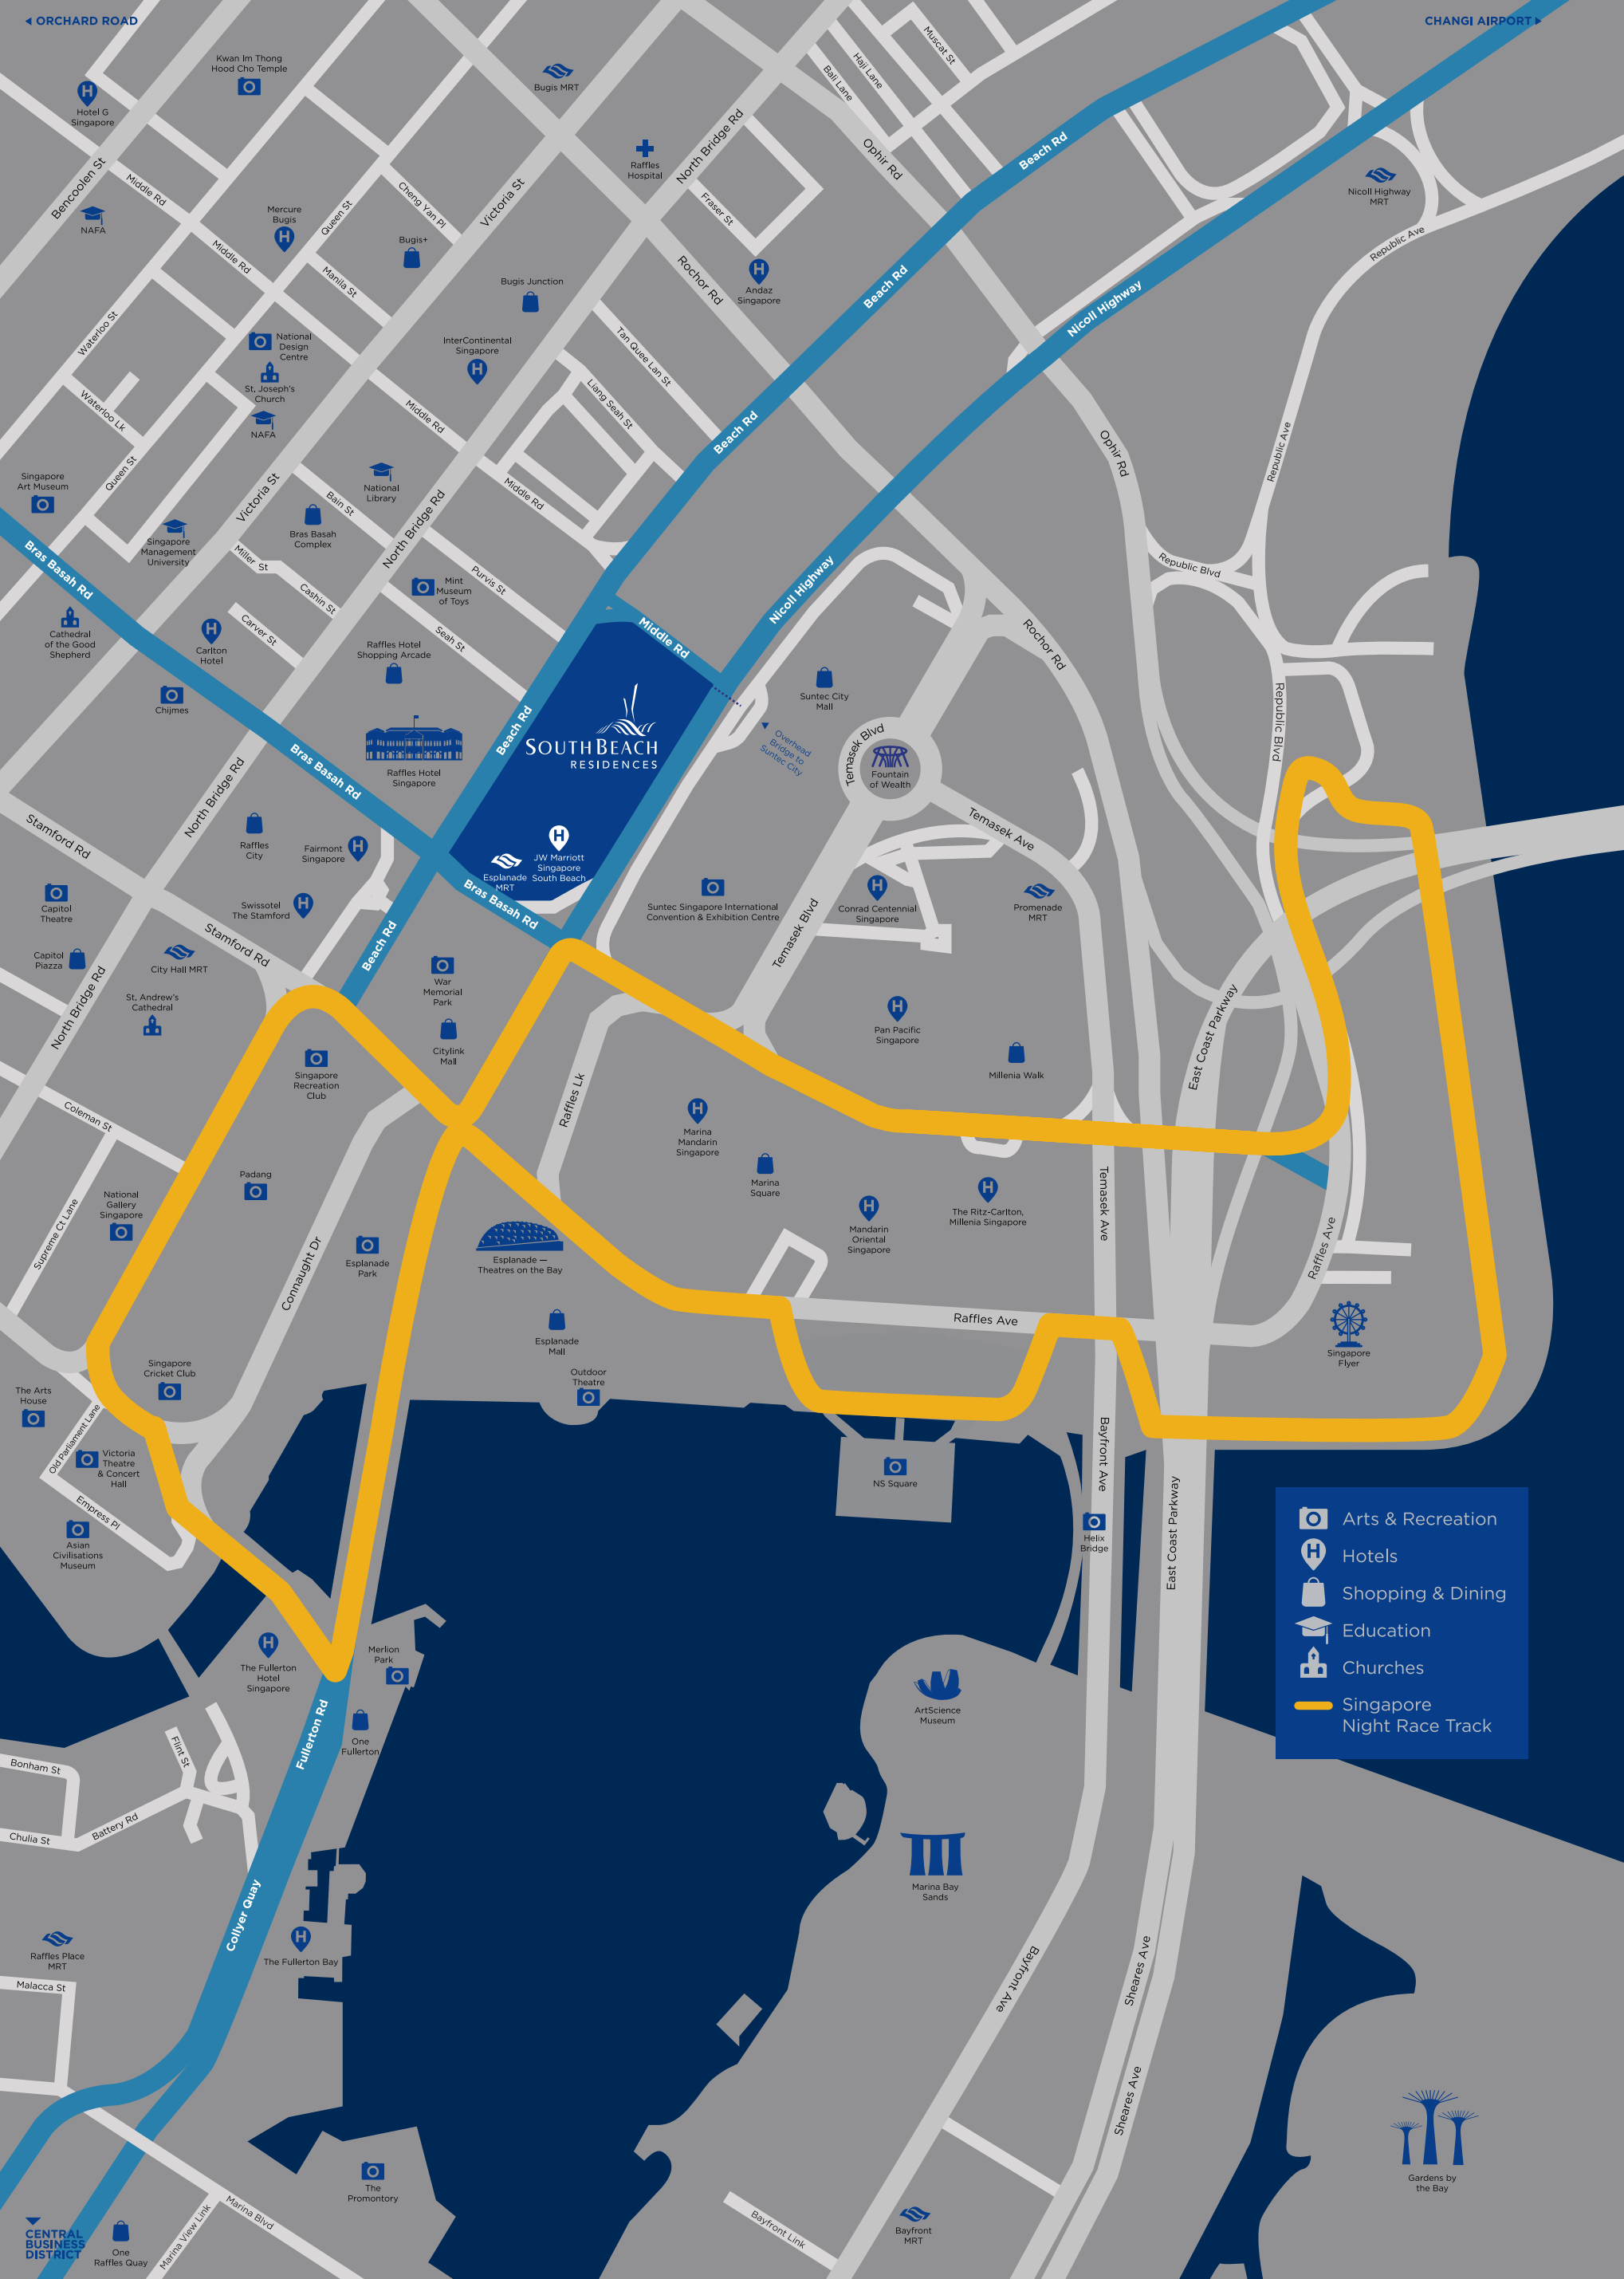 ORCHARD ROAD
CHANGI AIRPORT
Kwan Im Thong
Hood Cho Temple
Bugis MRT
Muscat St
Haji Lane
Bali Lane
Hotel G
Singapore
North Bridge Rd
Ophir Rd
Beach Rd
Raffles
Hospital
Nicoll Highway
MRT
Bencoolen St
Middle Rd
Cheng Yan Pl
Victoria St
Fraser St
NAFA
Mercure
Bugis
Queen St
Bugis+
Republic Ave
Middle Rd
Manila St
Rochor Rd
Andaz
Singapore
Beach Rd
Bugis Junction
Nicoll Highway
Waterloo St
National
Design
Centre
InterContinental
Singapore
Tan Quee Lan St
St, Joseph's
Church
Liang Seah St
Waterloo Lk
NAFA
Middle Rd
Beach Rd
Ophir Rd
Republic Ave
Singapore
Art Museum
Queen St
Victoria St
National
Library
Middle Rd
Bain St
Bras Basah
Complex
North Bridge Rd
Singapore
Management
University
Bras Basah Rd
Miller St
Cashin St
Mint
Museum
of Toys
Purvis St
Nicoll Highway
Republic Blvd
Cathedral
of the Good
Shepherd
Carlton
Hotel
Carver St
Raffles Hotel
Shopping Arcade
Seah St
Middle Rd
Rochor Rd
Chijmes
Suntec City
Mall
Republic Blvd
Beach Rd
SOUTHBEACH
RESIDENCES
Overhead
Bridge to
Suntec City
Temasek Blvd
Fountain
of Wealth
Bras Basah Rd
Raffles Hotel
Singapore
North Bridge Rd
Stamford Rd
Raffles
City
Fairmont
Singapore
Esplanade
MRT
JW Marriott
Singapore
South Beach
Temasek Ave
Bras Basah Rd
Capitol
Theatre
Swissotel
The Stamford
Suntec Singapore International
Convention & Exhibition Centre
Conrad Centennial
Singapore
Promenade
MRT
Stamford Rd
Beach Rd
Temasek Blvd
Capitol
Piazza
City Hall MRT
War
Memorial
Park
North Bridge Rd
St, Andrew's
Cathedral
Pan Pacific
Singapore
East Coast Parkway
Citylink
Mall
Singapore
Recreation
Club
Millenia Walk
Raffles Lk
Coleman St
Marina
Mandarin
Singapore
Padang
Marina
Square
Temasek Ave
National
Gallery
Singapore
Supreme Ct Lane
The Ritz-Carlton,
Millenia Singapore
Mandarin
Oriental
Singapore
Connaught Dr
Esplanade
Park
Esplanade —
Theatres on the Bay
Raffles Ave
Raffles Ave
Esplanade
Mall
Singapore
Flyer
Singapore
Cricket Club
Outdoor
Theatre
The Arts
House
Old Parliament Lane
Victoria
Theatre
& Concert
Hall
Bayfront Ave
NS Square
Empress Pl
Asian
Civilisations
Museum
Helix
Bridge
East Coast Parkway
Arts & Recreation
Hotels
Shopping & Dining
Education
Churches
Singapore
Night Race Track
The Fullerton
Hotel
Singapore
Merlion
Park
ArtScience
Museum
Fullerton Rd
One
Fullerton
Flint St
Bonham St
Battery Rd
Chulia St
Marina Bay
Sands
Collyer Quay
Raffles Place
MRT
The Fullerton Bay
Malacca St
Bayfront Ave
Sheares Ave
Sheares Ave
Gardens by
the Bay
The
Promontory
Marina Blvd
Marina View Link
Bayfront Link
Bayfront
MRT
CENTRAL
BUSINESS
DISTRICT
One
Raffles Quay